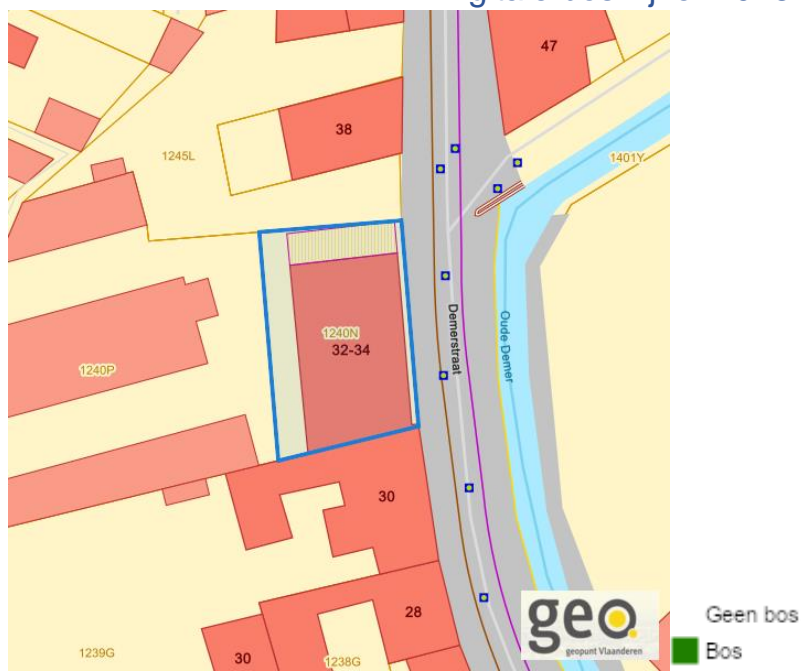 47
38
1245L
1401Y
Demerstraat
Oude Demer
1240N
32-34
1240P
30
28
30
1239G
1238G
geo.
geopunt Vlaanderen
Geen bos
Bos